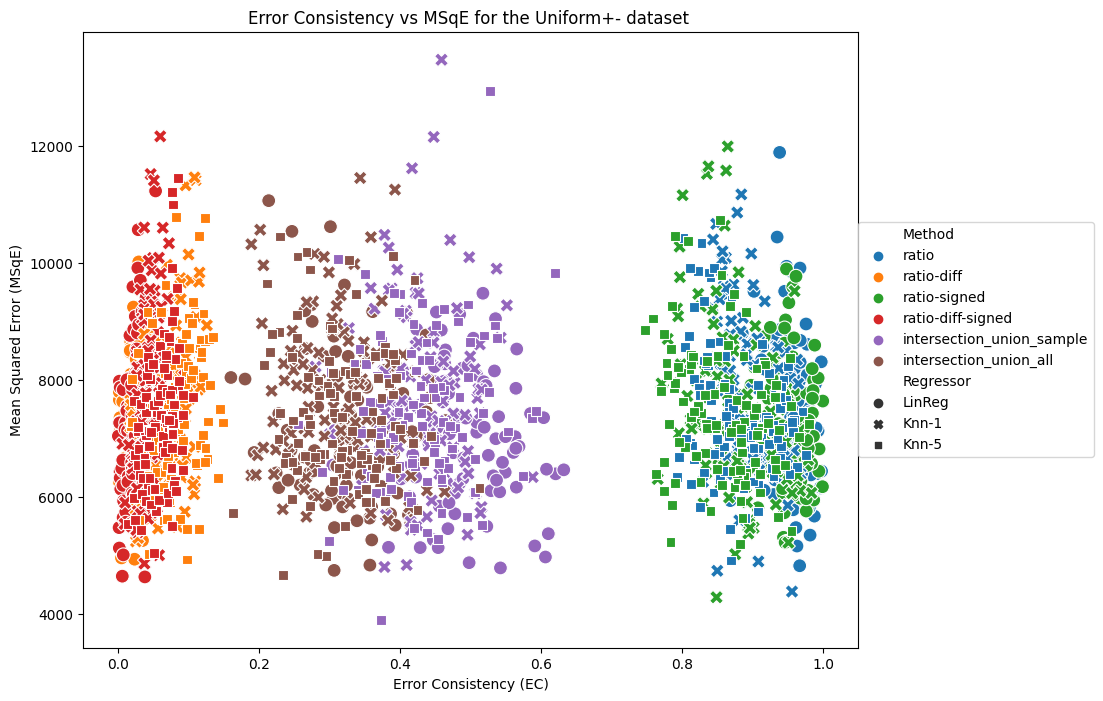 Error Consistency vs MSqE for the Uniform+- dataset
Mean Squared Error (MSqE)
12000
10000
8000
6000
4000
0.0 0.2 0.4 0.6 0.8 1.0
Error Consistency (EC)
Method
ratio
ratio-diff
ratio-signed
ratio-diff-signed
intersection_union_sample
intersection_union_all
Regressor
LinReg
Knn-1
Knn-5